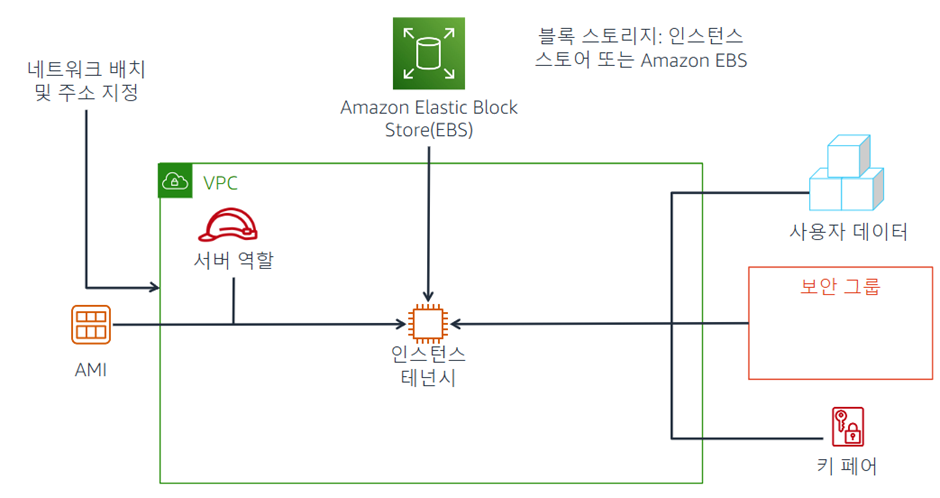 블록 스토리지: 인스턴스
스토어 또는 Amazon EBS
네트워크 배치
및 주소 지정
Amazon Elastic Block
Store(EBS)
VPC
서버 역할
사용자 데이터
보안 그룹
AMI
인스턴스
테넌시
키 페어